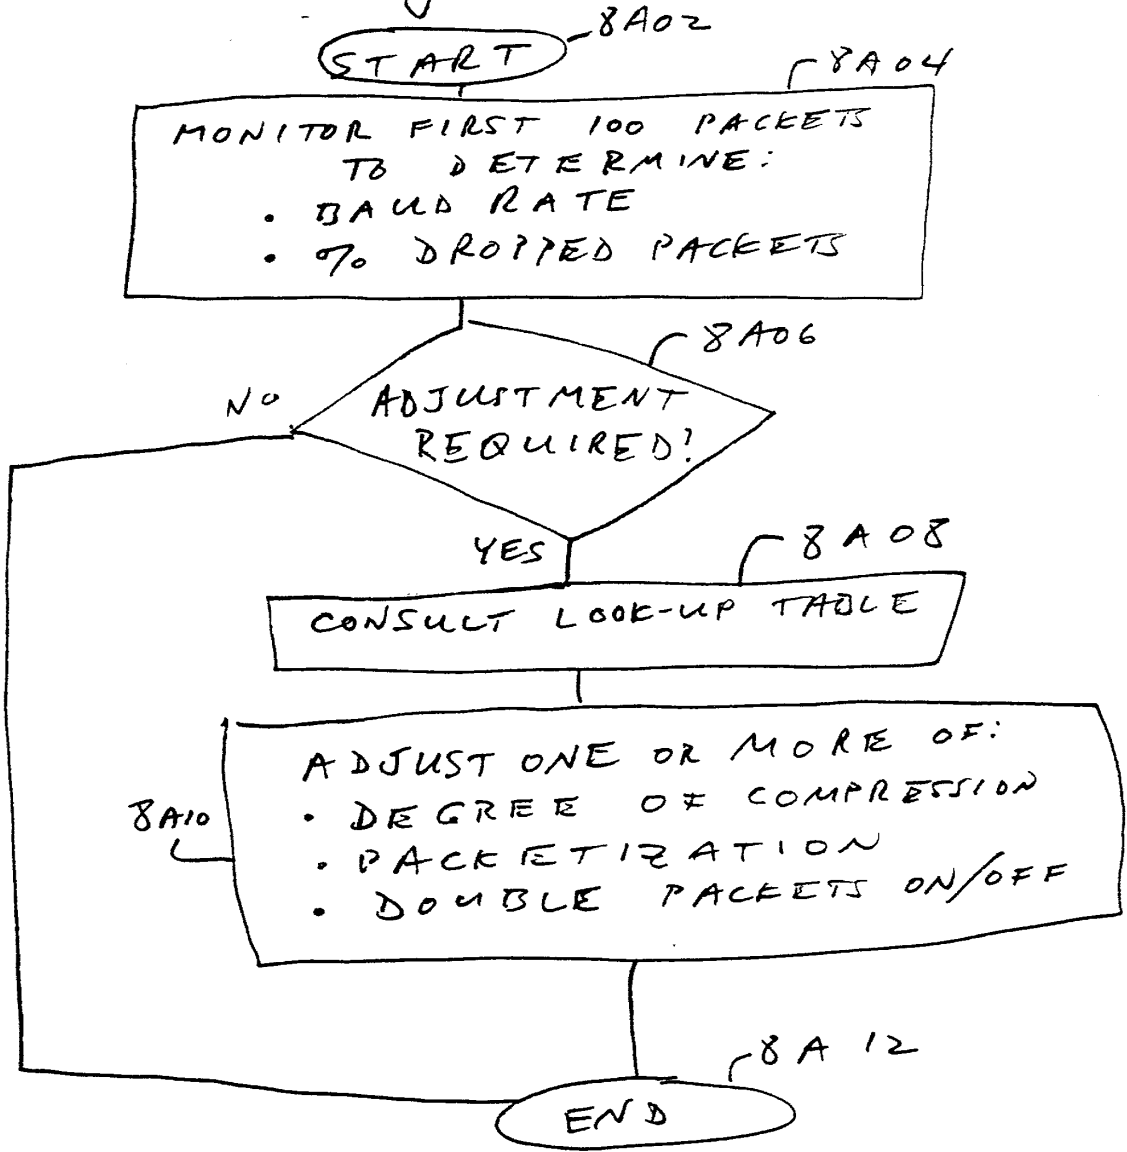 8A02
START
8A04
MONITOR FIRST 100 PACKETS
TO DETERMINE:
• BAUD RATE
• % DROPPED PACKETS
8A06
NO
ADJUSTMENT
REQUIRED?
YES
8A08
CONSULT LOOK-UP TABLE
ADJUST ONE OR MORE OF:
• DEGREE OF COMPRESSION
8A10
• PACKETIZATION
• DOUBLE PACKETS ON/OFF
8A12
END